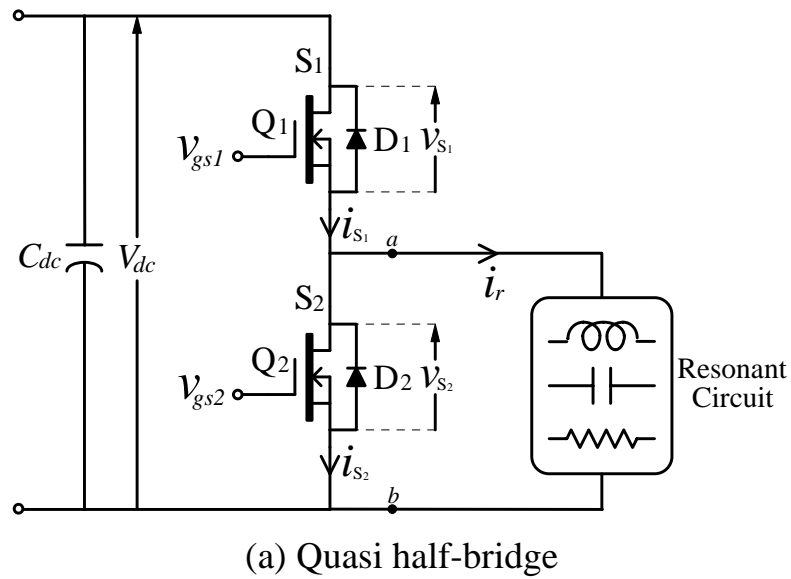 S1
Q1
D1
vS1
vgs1
iS1
a
Cdc
Vdc
ir
S2
Q2
D2
vS2
vgs2
Resonant
Circuit
iS2
b
(a) Quasi half-bridge